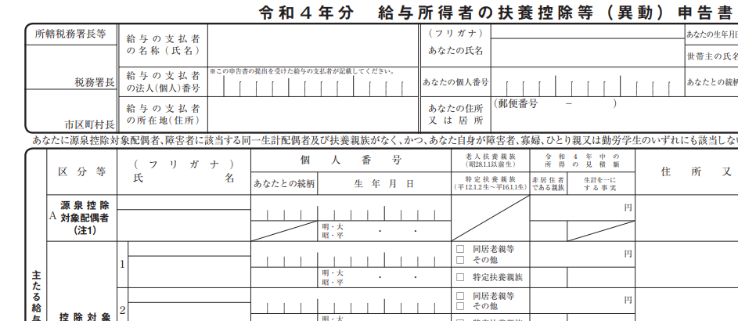 令和4年分 給与所得者の扶養控除等（異動）申告書
所轄税務署長等
給与の支払者
の名称（氏名）
（フリガナ）
あなたの氏名
あなたの生年月日
世帯主の氏名
税務署長
給与の支払者
の法人（個人）番号
※この申告書の提出を受けた給与の支払者が記載してください。
あなたの個人番号
あなたとの続柄
市区町村長
給与の支払者
の所在地（住所）
あなたの住所
又は居所
（郵便番号 － ）
あなたに源泉控除対象配偶者、障害者に該当する同一生計配偶者及び扶養親族がなく、かつ、あなた自身が障害者、寡婦、ひとり親又は勤労学生のいずれにも該当しな
区分等
（フリガナ）
氏名
個人番号
あなたとの続柄
生年月日
老人扶養親族
（昭28.1.1以前生）
特定扶養親族
（平12.1.2生～平16.1.1生）
令和4年中の
所得の見積額
非居住者
である親族
生計を一に
する事実
住所又
A
源泉控除
対象配偶者
（注1）
明・大
昭・平
・ ・
円
主たる給与
控除対象
1
明・大
昭・平
・ ・
□ 同居老親等
□ その他
□ 特定扶養親族
円
2
明・大
□ 同居老親等
□ その他
円